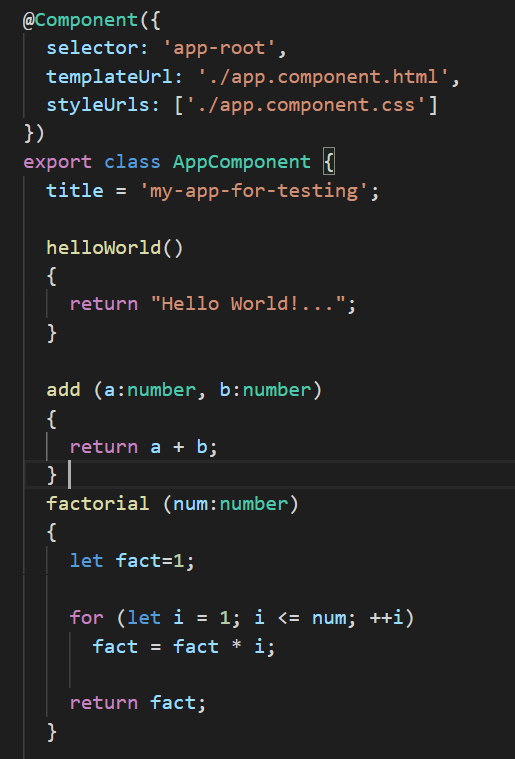 @Component({
  selector: 'app-root',
  templateUrl: './app.component.html',
  styleUrls: ['./app.component.css']
})
export class AppComponent {
  title = 'my-app-for-testing';
  helloWorld()
  {
    return "Hello World!...";
  }
  add (a:number, b:number)
  {
    return a + b;
  }
  factorial (num:number)
  {
    let fact=1;
    for (let i = 1; i <= num; ++i)
      fact = fact * i;
    return fact;
  }